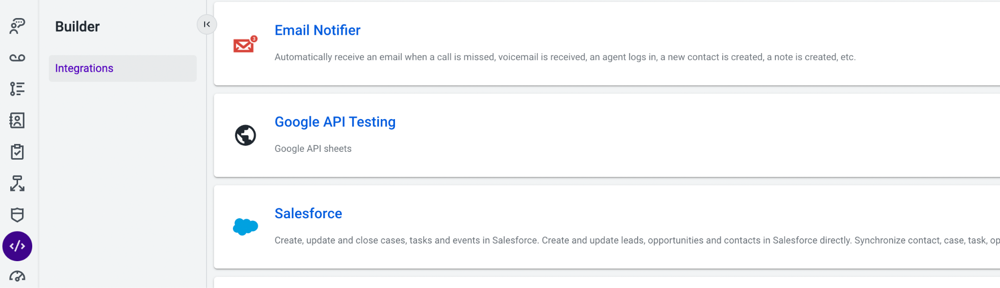 Builder
Integrations
Email Notifier
3
Automatically receive an email when a call is missed, voicemail is received, an agent logs in, a new contact is created, a note is created, etc.
Google API Testing
Google API sheets
Salesforce
Create, update and close cases, tasks and events in Salesforce. Create and update leads, opportunities and contacts in Salesforce directly. Synchronize contact, case, task, op